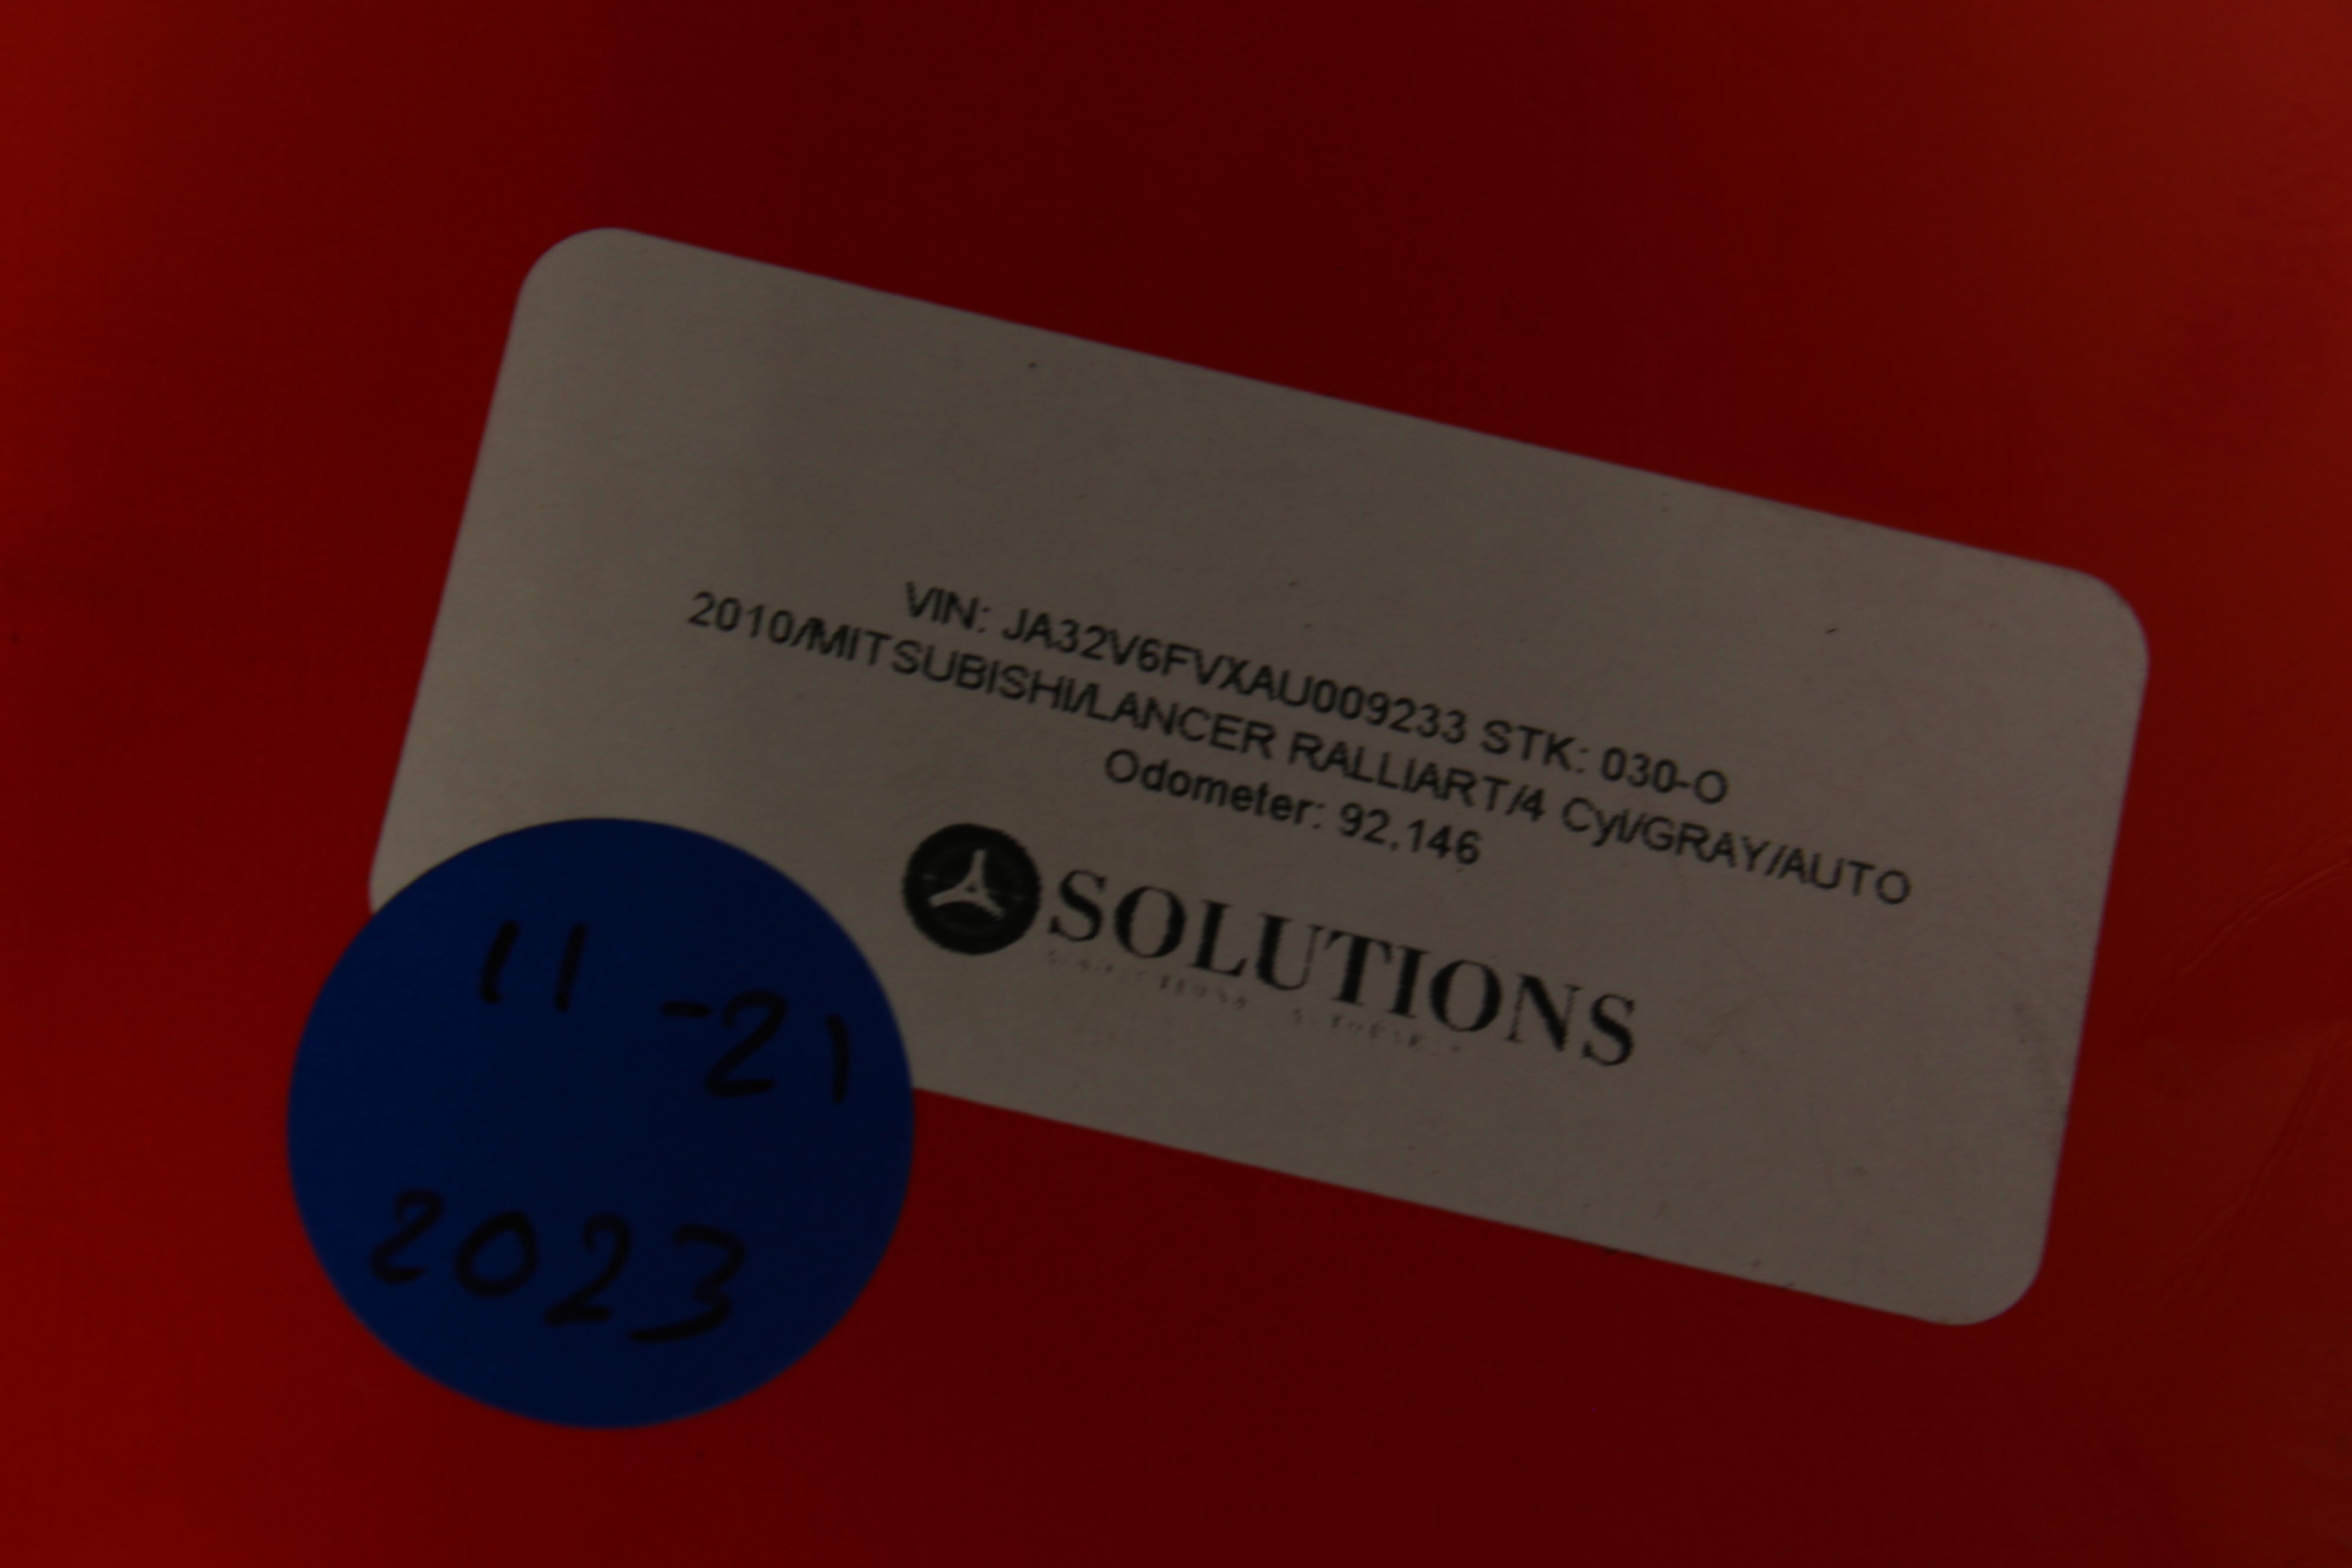 VIN: JA32V6FVXAU009233 STK: 030-O
2010/MITSUBISHI/LANCER RALLIART/4 Cyl/GRAY/AUTO
Odometer: 92,146
SOLUTIONS
11-21
2023